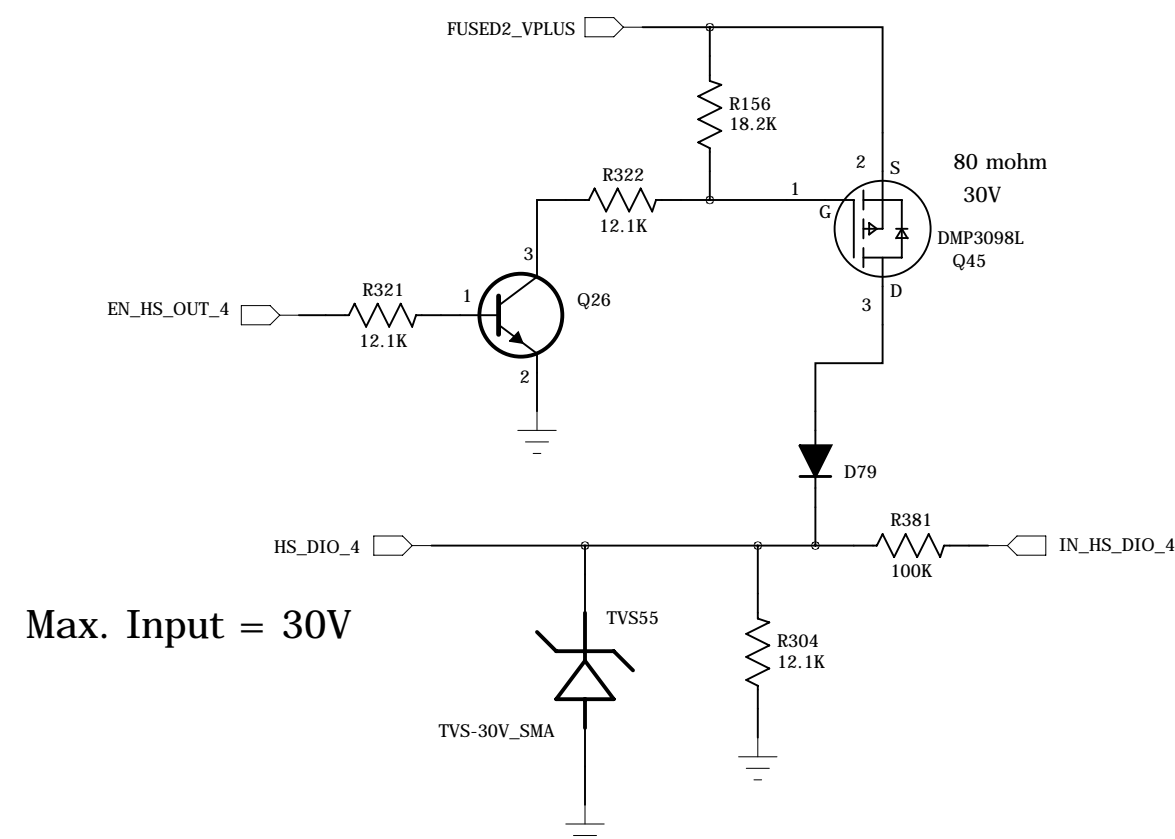 FUSED2_VPLUS
R156
18.2K
R322
12.1K
1
2
S
80 mohm
30V
G
DMP3098L
Q45
3
D
EN_HS_OUT_4
R321
12.1K
1
3
Q26
2
D79
HS_DIO_4
R381
100K
IN_HS_DIO_4
Max. Input = 30V
TVS55
R304
12.1K
TVS-30V_SMA